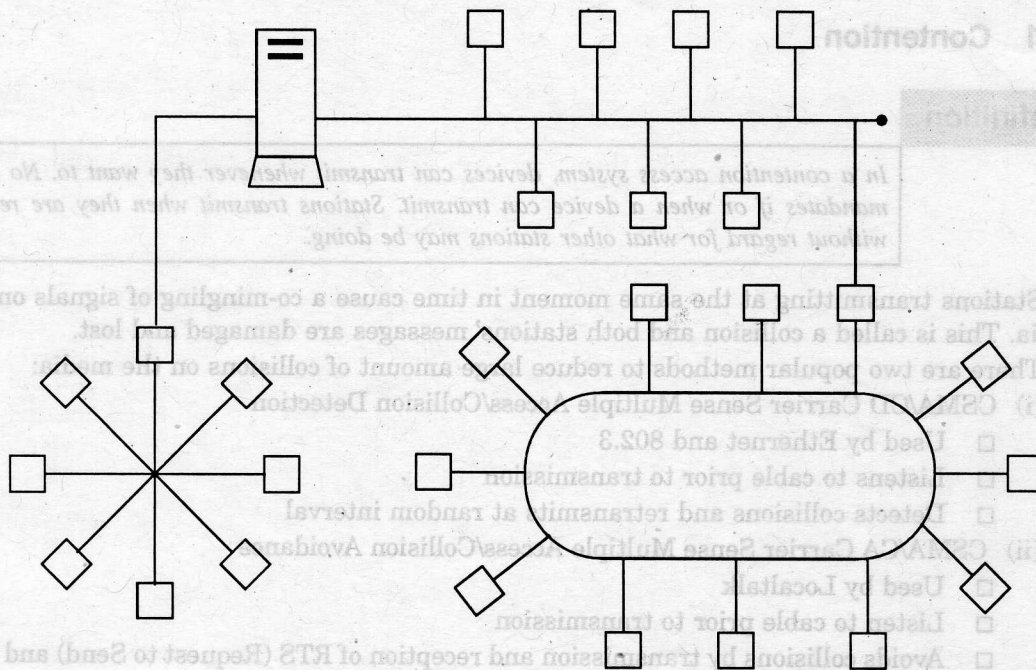 1 Contention
In a contention access system, devices can transmit whenever they want to. No
mandates if or when a device can transmit. Stations transmit when they are re
without regard for what other stations may be doing.
Stations transmitting at the same moment in time cause a co-mingling of signals on
ia. This is called a collision and both stations' messages are damaged and lost.
There are two popular methods to reduce large amount of collisions on the media:
(i) CSMA/CD Carrier Sense Multiple Access/Collision Detection
□ Used by Ethernet and 802.3
□ Listens to cable prior to transmission
□ Detects collisions and retransmits at random interval
(ii) CSMA/CA Carrier Sense Multiple Access/Collision Avoidance
□ Used by Localtalk
□ Listen to cable prior to transmission
□ Avoids collisions by transmission and reception of RTS (Request to Send) and